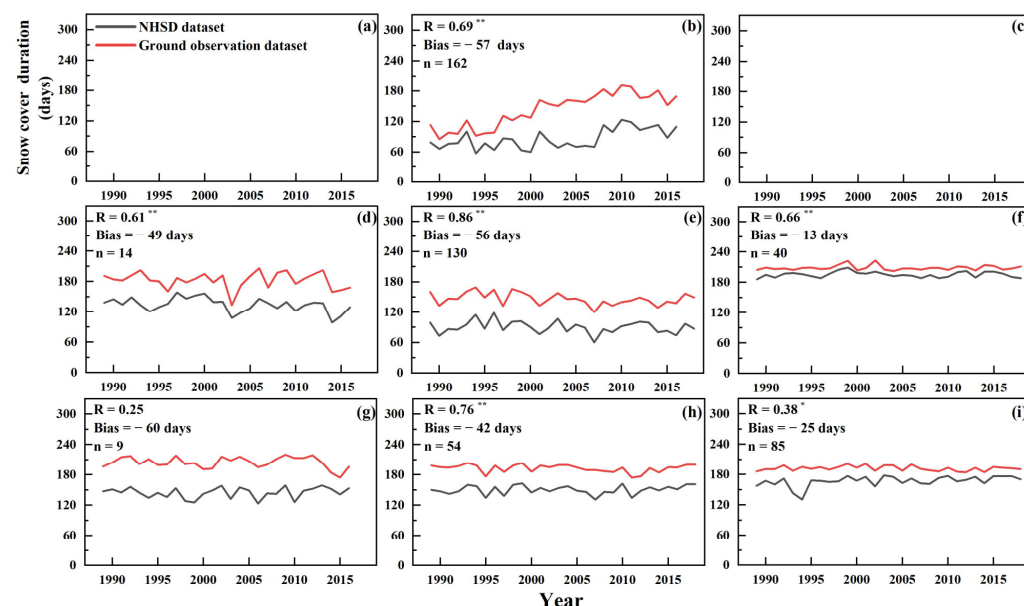 NHSD dataset
Ground observation dataset
(a)
R = 0.69 **
Bias = − 57 days
n = 162
(b)
(c)
Snow cover duration
(days)
300
240
180
120
60
0
1990 1995 2000 2005 2010 2015
300
240
180
120
60
0
1990 1995 2000 2005 2010 2015
300
240
180
120
60
0
1990 1995 2000 2005 2010 2015
R = 0.61 **
Bias = − 49 days
n = 14
(d)
R = 0.86 **
Bias = − 56 days
n = 130
(e)
R = 0.66 **
Bias = − 13 days
n = 40
(f)
300
240
180
120
60
0
1990 1995 2000 2005 2010 2015
300
240
180
120
60
0
1990 1995 2000 2005 2010 2015
300
240
180
120
60
0
1990 1995 2000 2005 2010 2015
R = 0.25
Bias = − 60 days
n = 9
(g)
R = 0.76 **
Bias = − 42 days
n = 54
(h)
R = 0.38 *
Bias = − 25 days
n = 85
(i)
300
240
180
120
60
0
1990 1995 2000 2005 2010 2015
300
240
180
120
60
0
1990 1995 2000 2005 2010 2015
300
240
180
120
60
0
1990 1995 2000 2005 2010 2015
Year